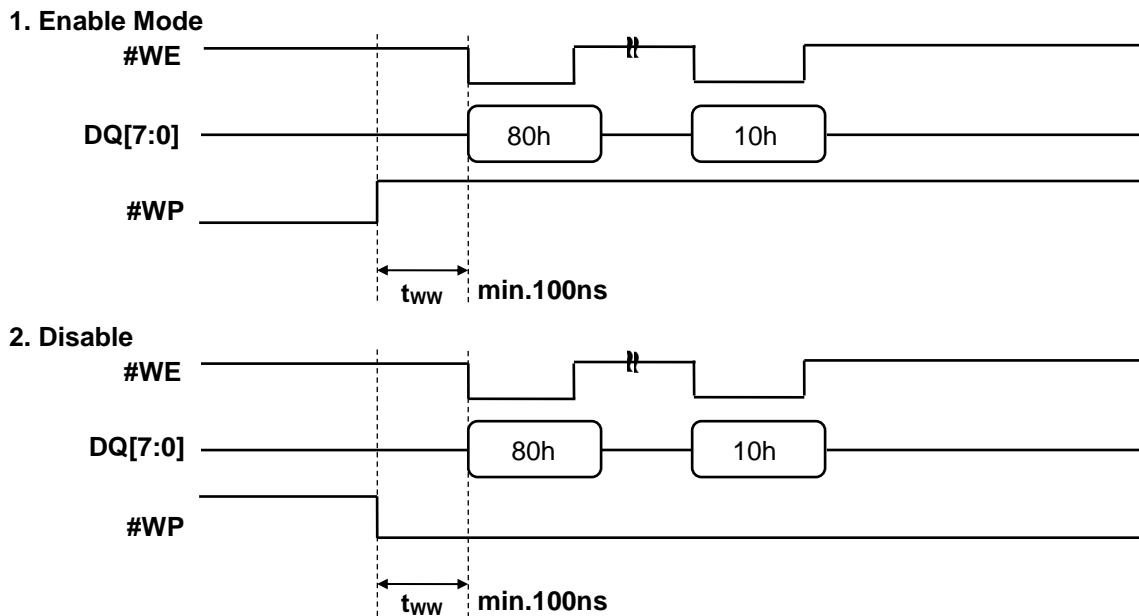 1. Enable Mode
#WE
DQ[7:0]
80h
10h
#WP
tWW min.100ns
2. Disable
#WE
DQ[7:0]
80h
10h
#WP
tWW min.100ns